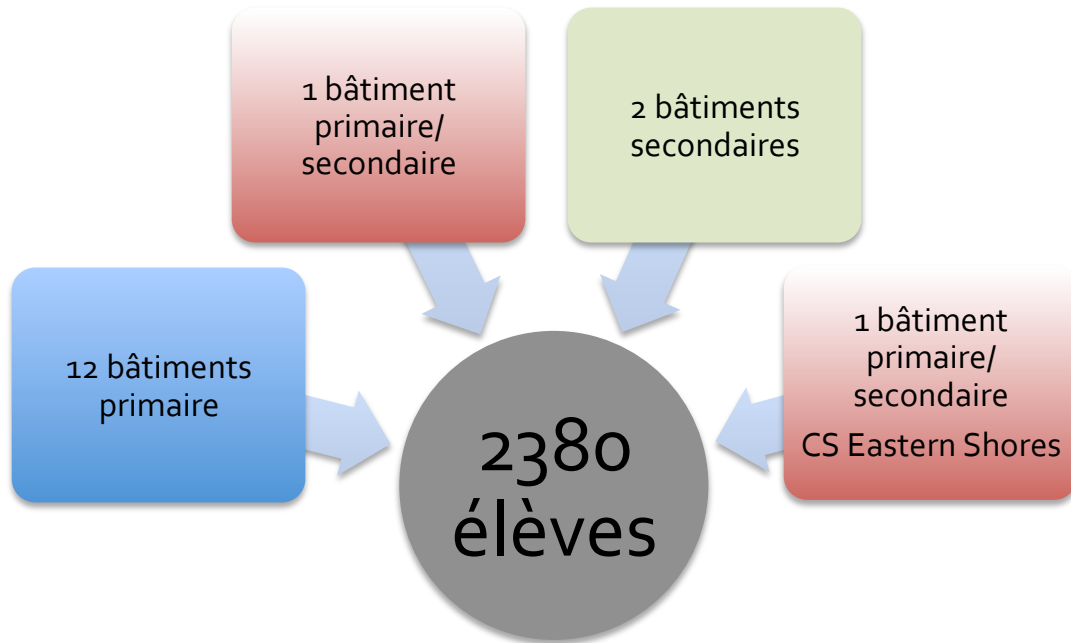 12 bâtiments
primaire
1 bâtiment
primaire/
secondaire
2 bâtiments
secondaires
1 bâtiment
primaire/
secondaire
CS Eastern Shores
2380
élèves